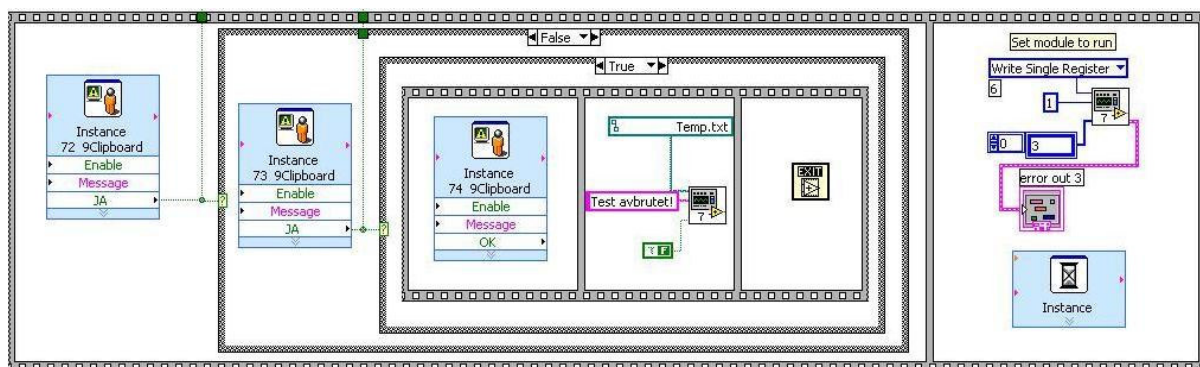 False
True
Set module to run
Write Single Register
6
1
0
3
7
error out 3
Instance
Instance
72 9Clipboard
Enable
Message
JA
?
Instance
73 9Clipboard
Enable
Message
JA
?
Instance
74 9Clipboard
Enable
Message
OK
Temp.txt
Test avbrutet!
7
F
EXIT